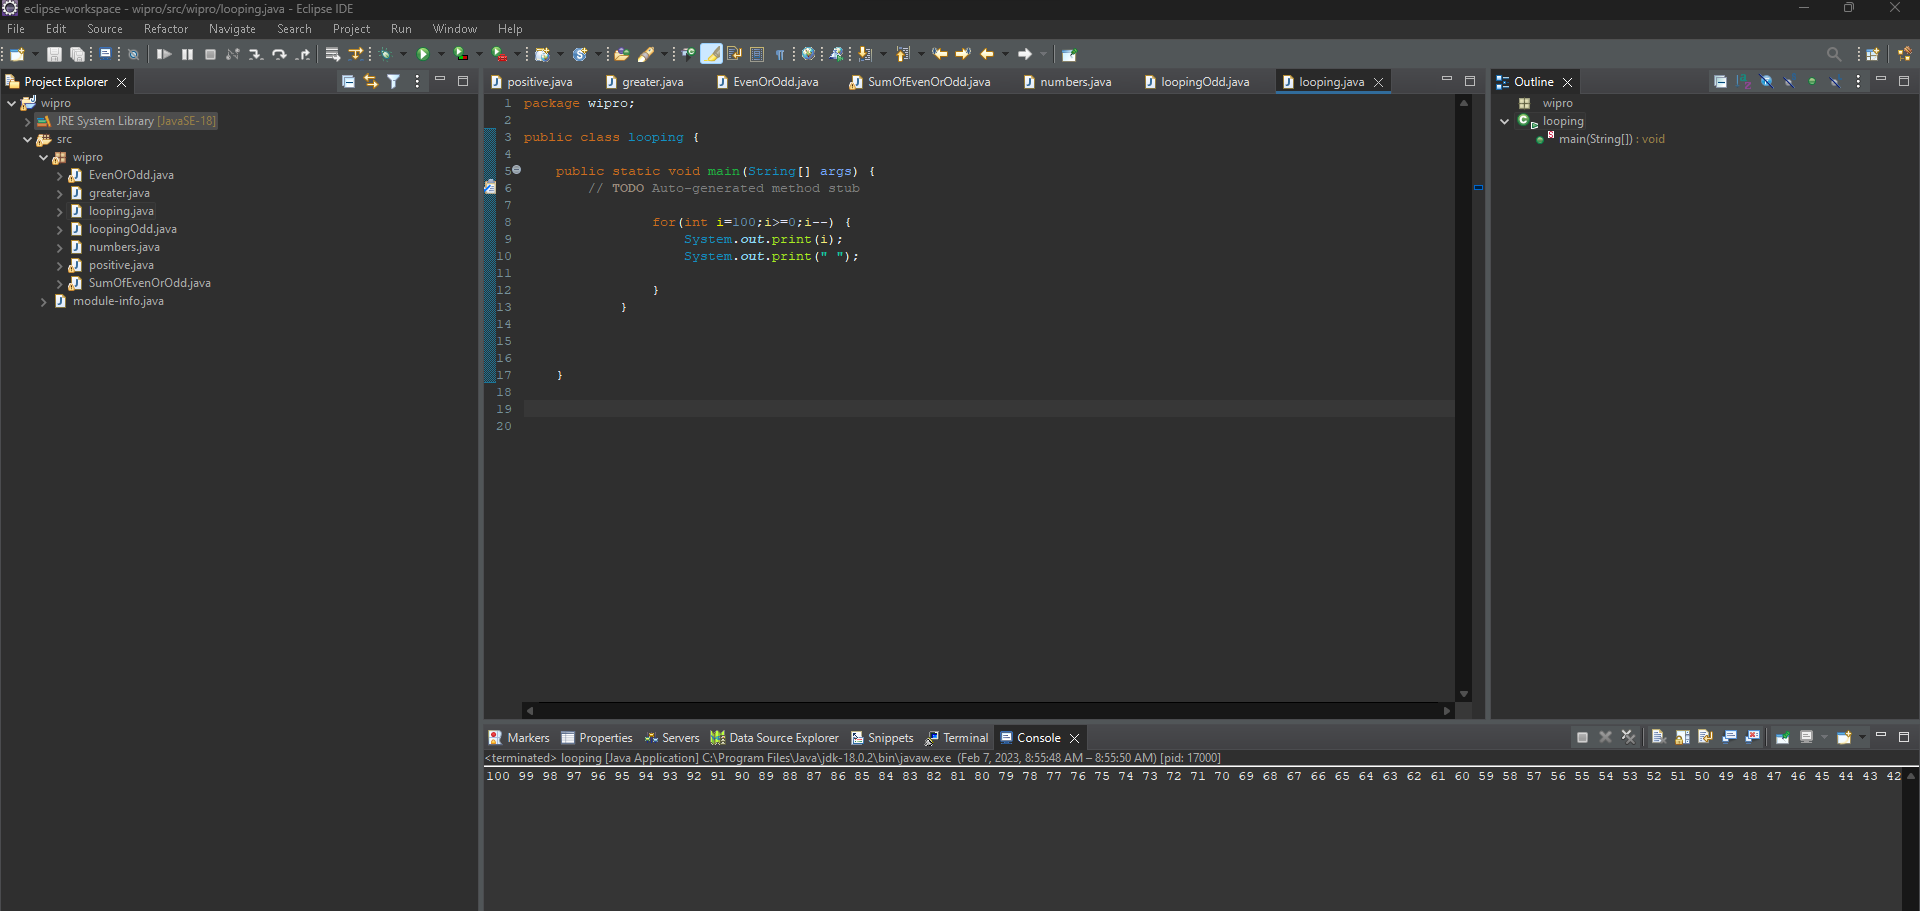 eclipse-workspace - wipro/src/wipro/looping.java - Eclipse IDE
File Edit Source Refactor Navigate Search Project Run Window Help
Project Explorer
wipro
JRE System Library [JavaSE-18]
src
wipro
EvenOrOdd.java
greater.java
looping.java
loopingOdd.java
numbers.java
positive.java
SumOfEvenOrOdd.java
module-info.java
positive.java greater.java EvenOrOdd.java SumOfEvenOrOdd.java numbers.java loopingOdd.java looping.java
1 package wipro;
2
3 public class looping {
4
5 public static void main(String[] args) {
6 // TODO Auto-generated method stub
7
8 for(int i=100;i>=0;i--) {
9 System.out.print(i);
10 System.out.print(" ");
11
12 }
13 }
14
15
16
17 }
18
19
20
Outline
wipro
looping
main(String[]) : void
Markers Properties Servers Data Source Explorer Snippets Terminal Console
<terminated> looping [Java Application] C:\Program Files\Java\jdk-18.0.2\bin\javaw.exe (Feb 7, 2023, 8:55:48 AM – 8:55:50 AM) [pid: 17000]
100 99 98 97 96 95 94 93 92 91 90 89 88 87 86 85 84 83 82 81 80 79 78 77 76 75 74 73 72 71 70 69 68 67 66 65 64 63 62 61 60 59 58 57 56 55 54 53 52 51 50 49 48 47 46 45 44 43 42